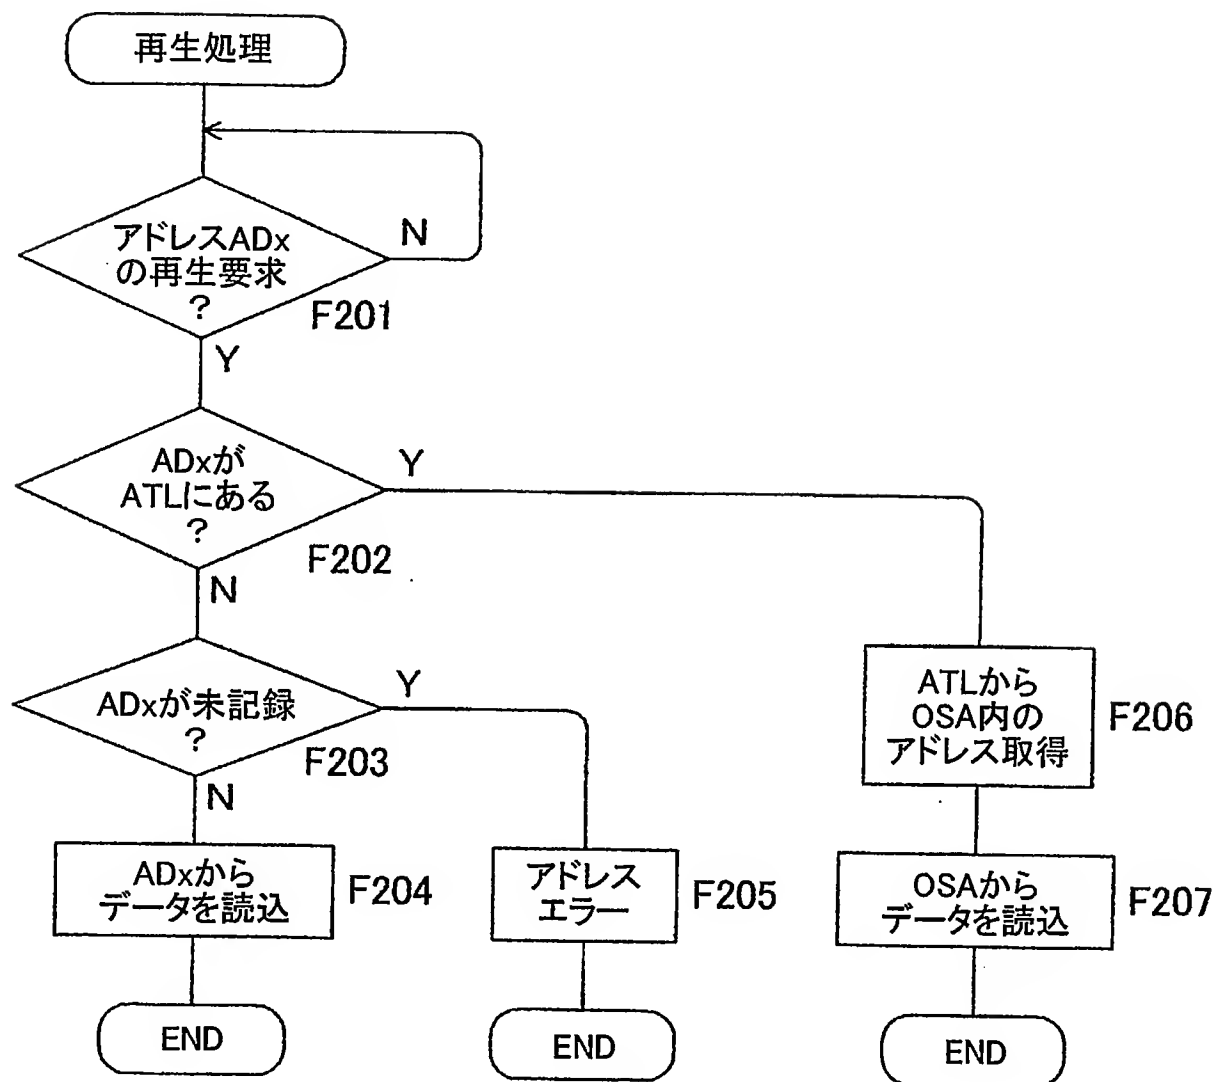 再生処理
アドレスADx
の再生要求
?
N
F201
Y
ADxが
ATLにある
?
Y
F202
N
ADxが未記録
?
Y
F203
N
ADxから
データを読込
F204
アドレス
エラー
F205
ATLから
OSA内の
アドレス取得
F206
OSAから
データを読込
F207
END
END
END